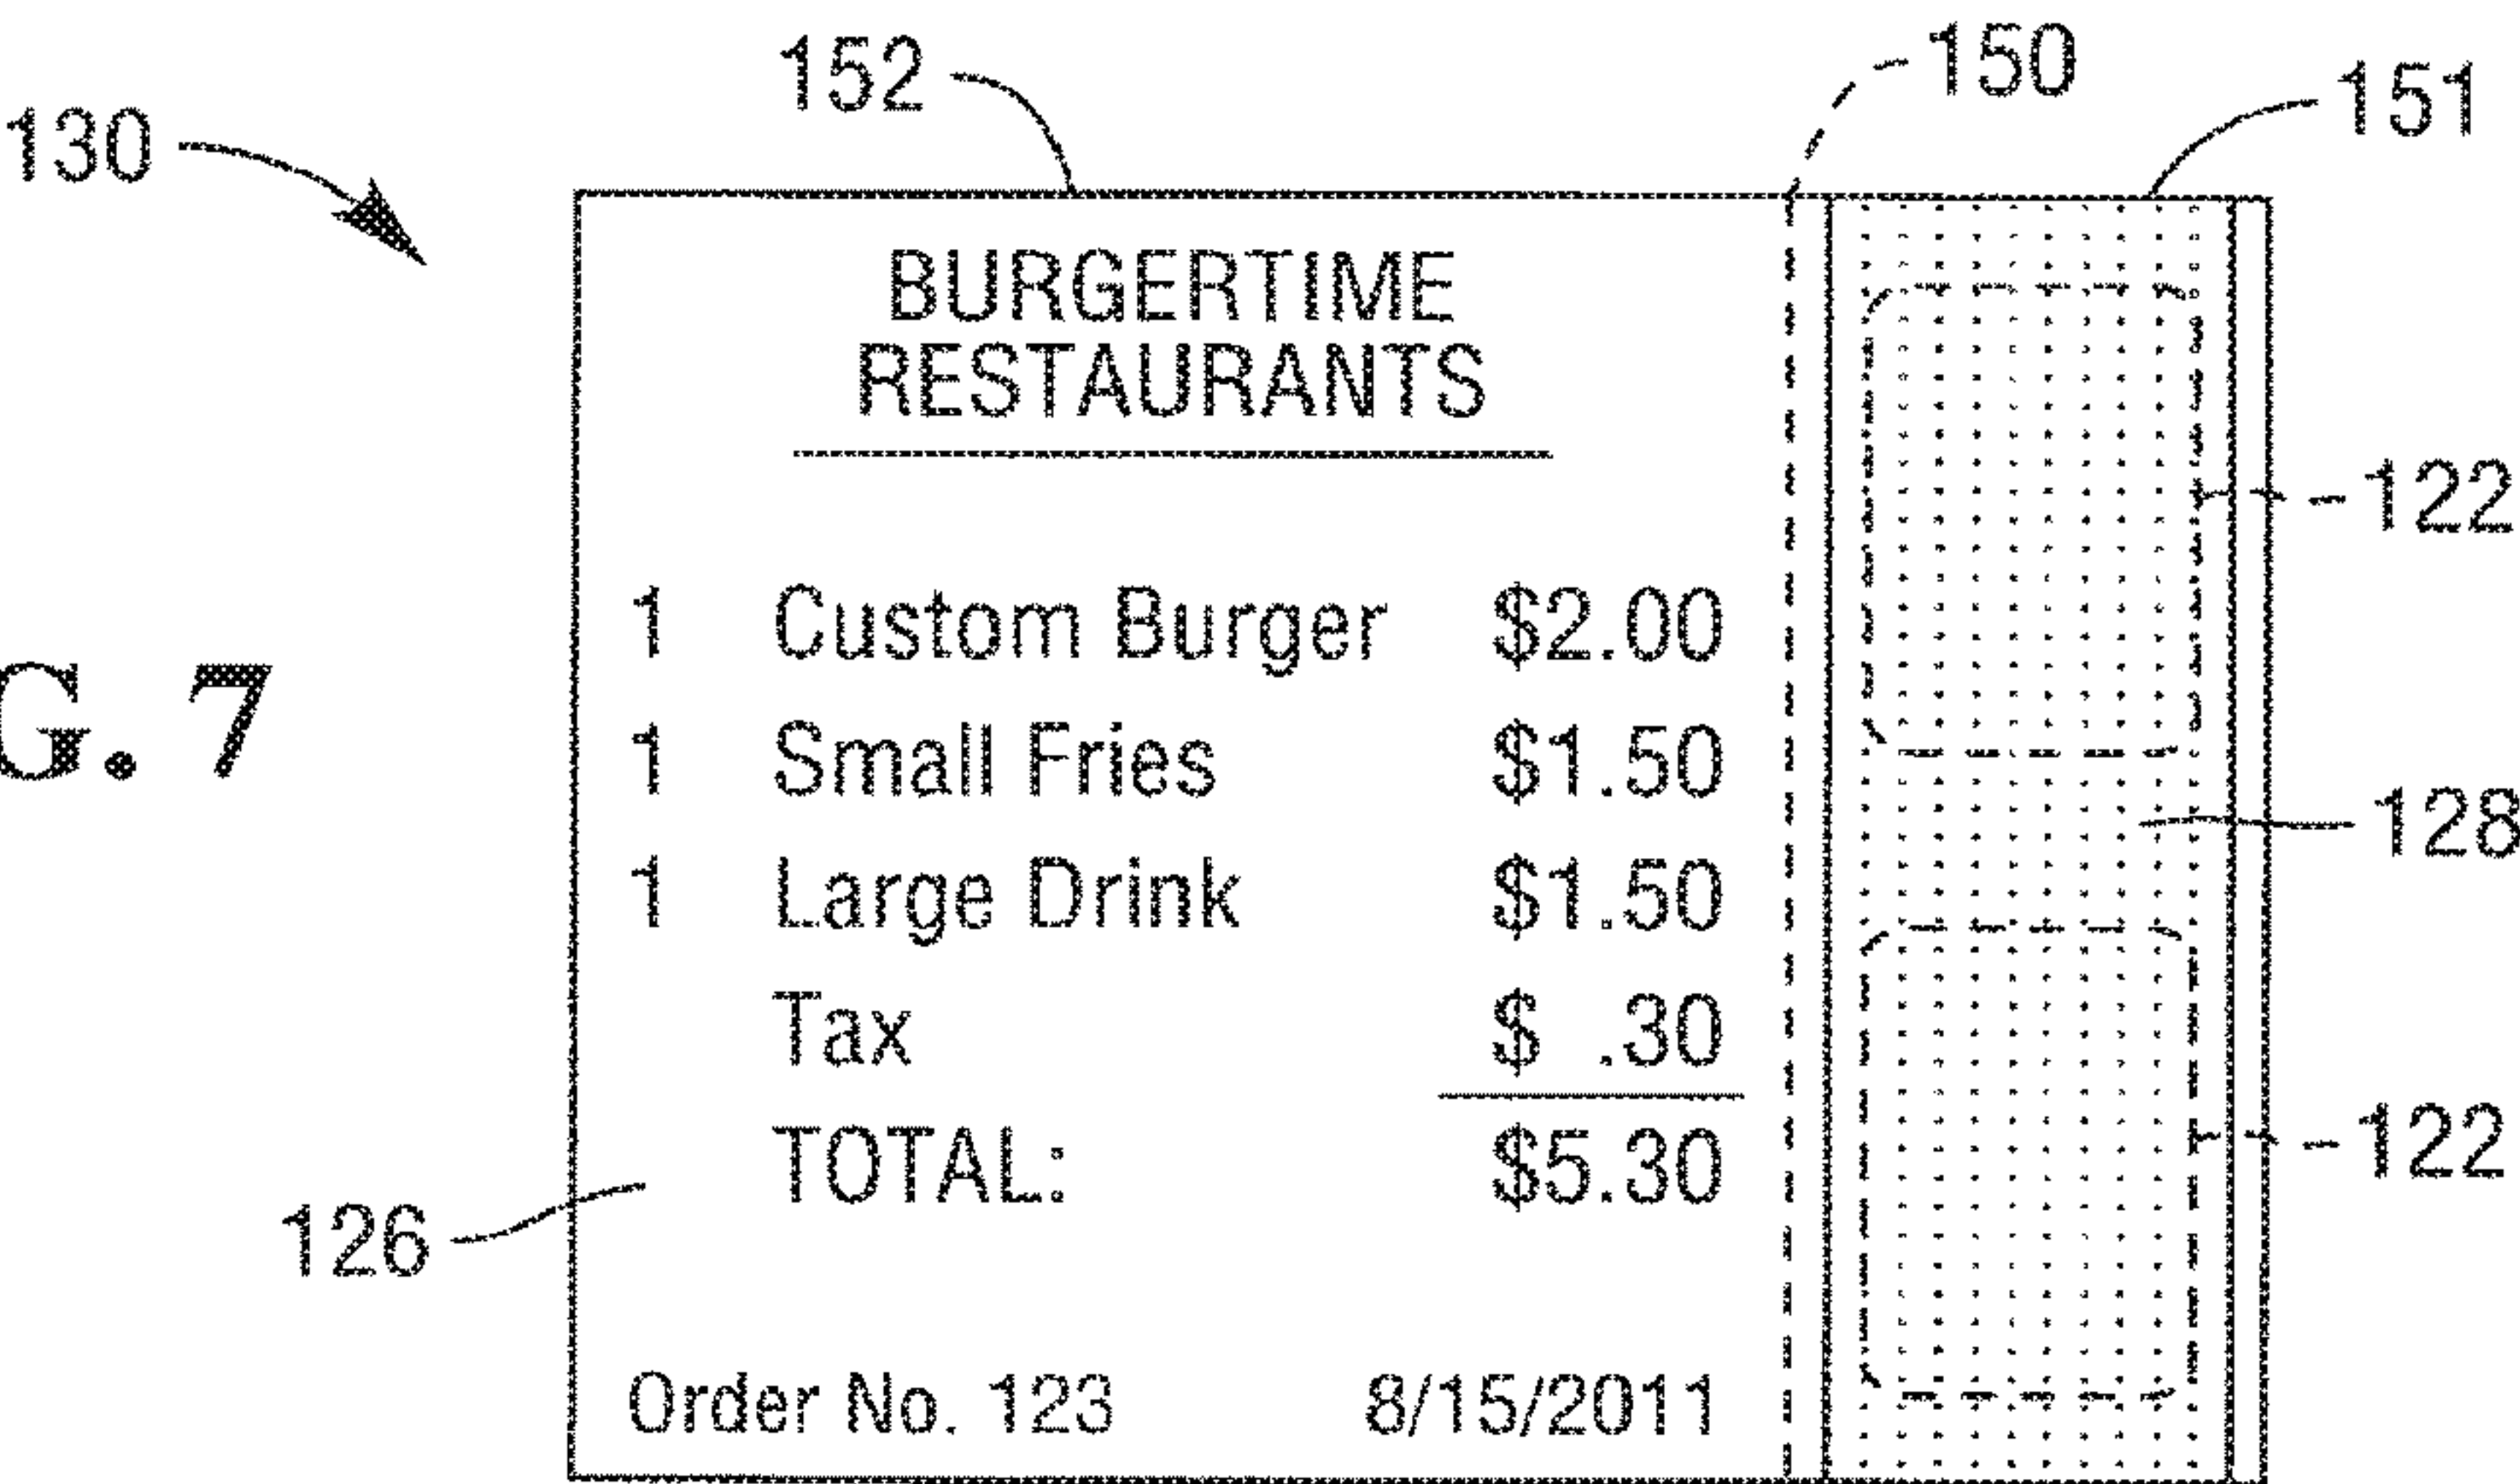 152
150
151
130
BURGERTIME
RESTAURANTS
122
1 Custom Burger $2.00
G. 7
1 Small Fries $1.50
128
1 Large Drink $1.50
Tax $ .30
TOTAL: $5.30
122
126
Order No. 123 8/15/2011